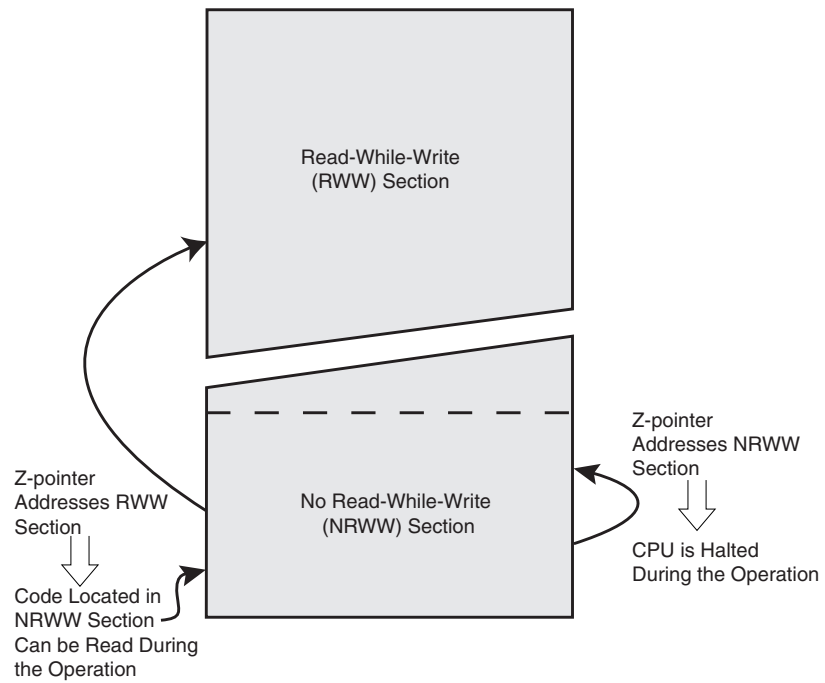 Read-While-Write
(RWW) Section
Z-pointer
Addresses NRWW
Section
CPU is Halted
During the Operation
No Read-While-Write
(NRWW) Section
Z-pointer
Addresses RWW
Section
Code Located in
NRWW Section
Can be Read During
the Operation